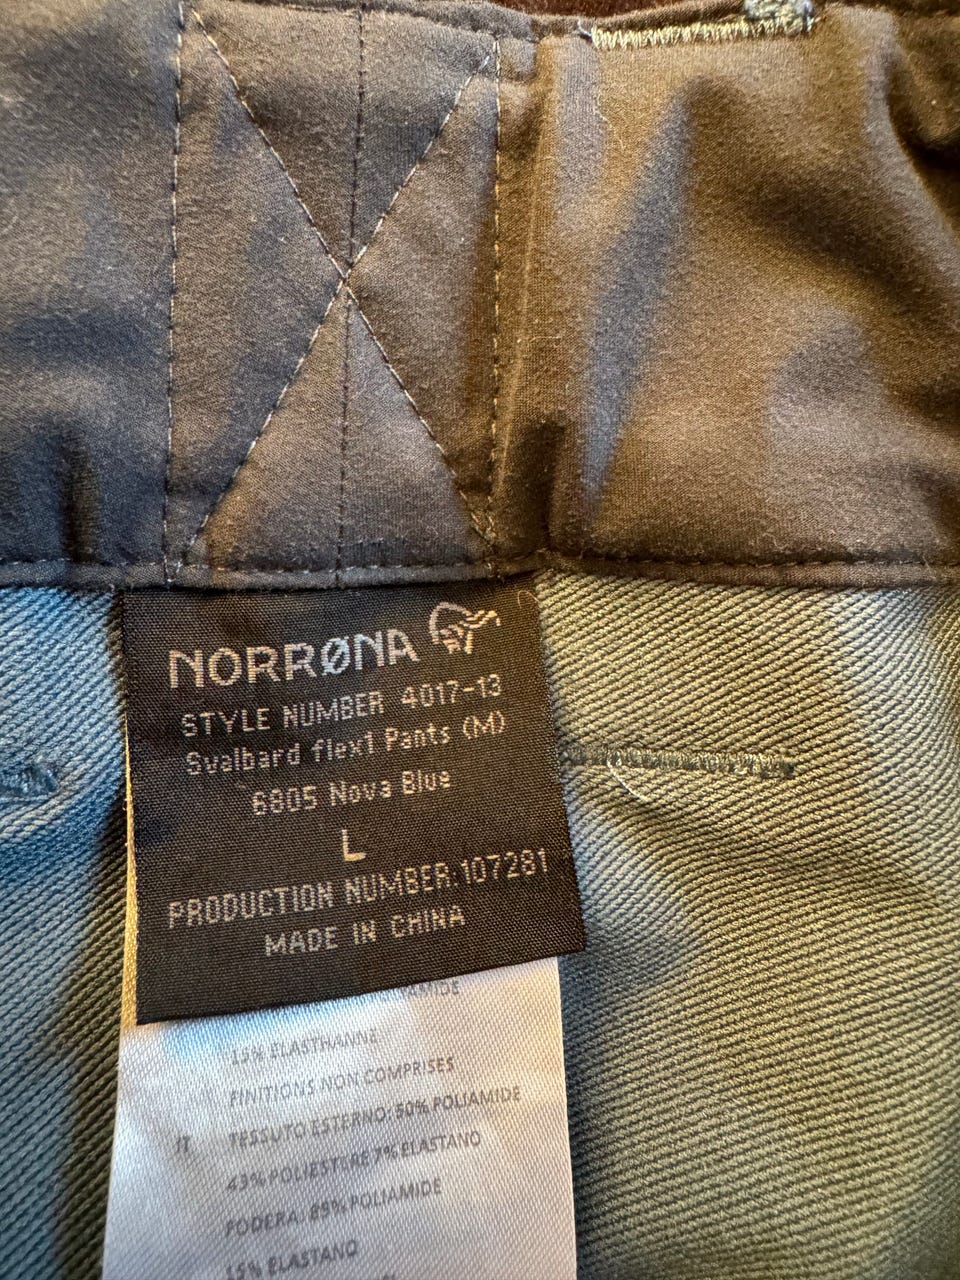 NORRØNA
STYLE NUMBER 4017-13
Svalbard flex1 Pants (M)
6805 Nova Blue
L
PRODUCTION NUMBER:107281
MADE IN CHINA
15% ELASTHANNE
FINITIONS NON COMPRISES
IT TESSUTO ESTERNO: 50% POLIAMIDE
43% POLIESTERE 7% ELASTANO
FODERA: 85% POLIAMIDE
15% ELASTANO